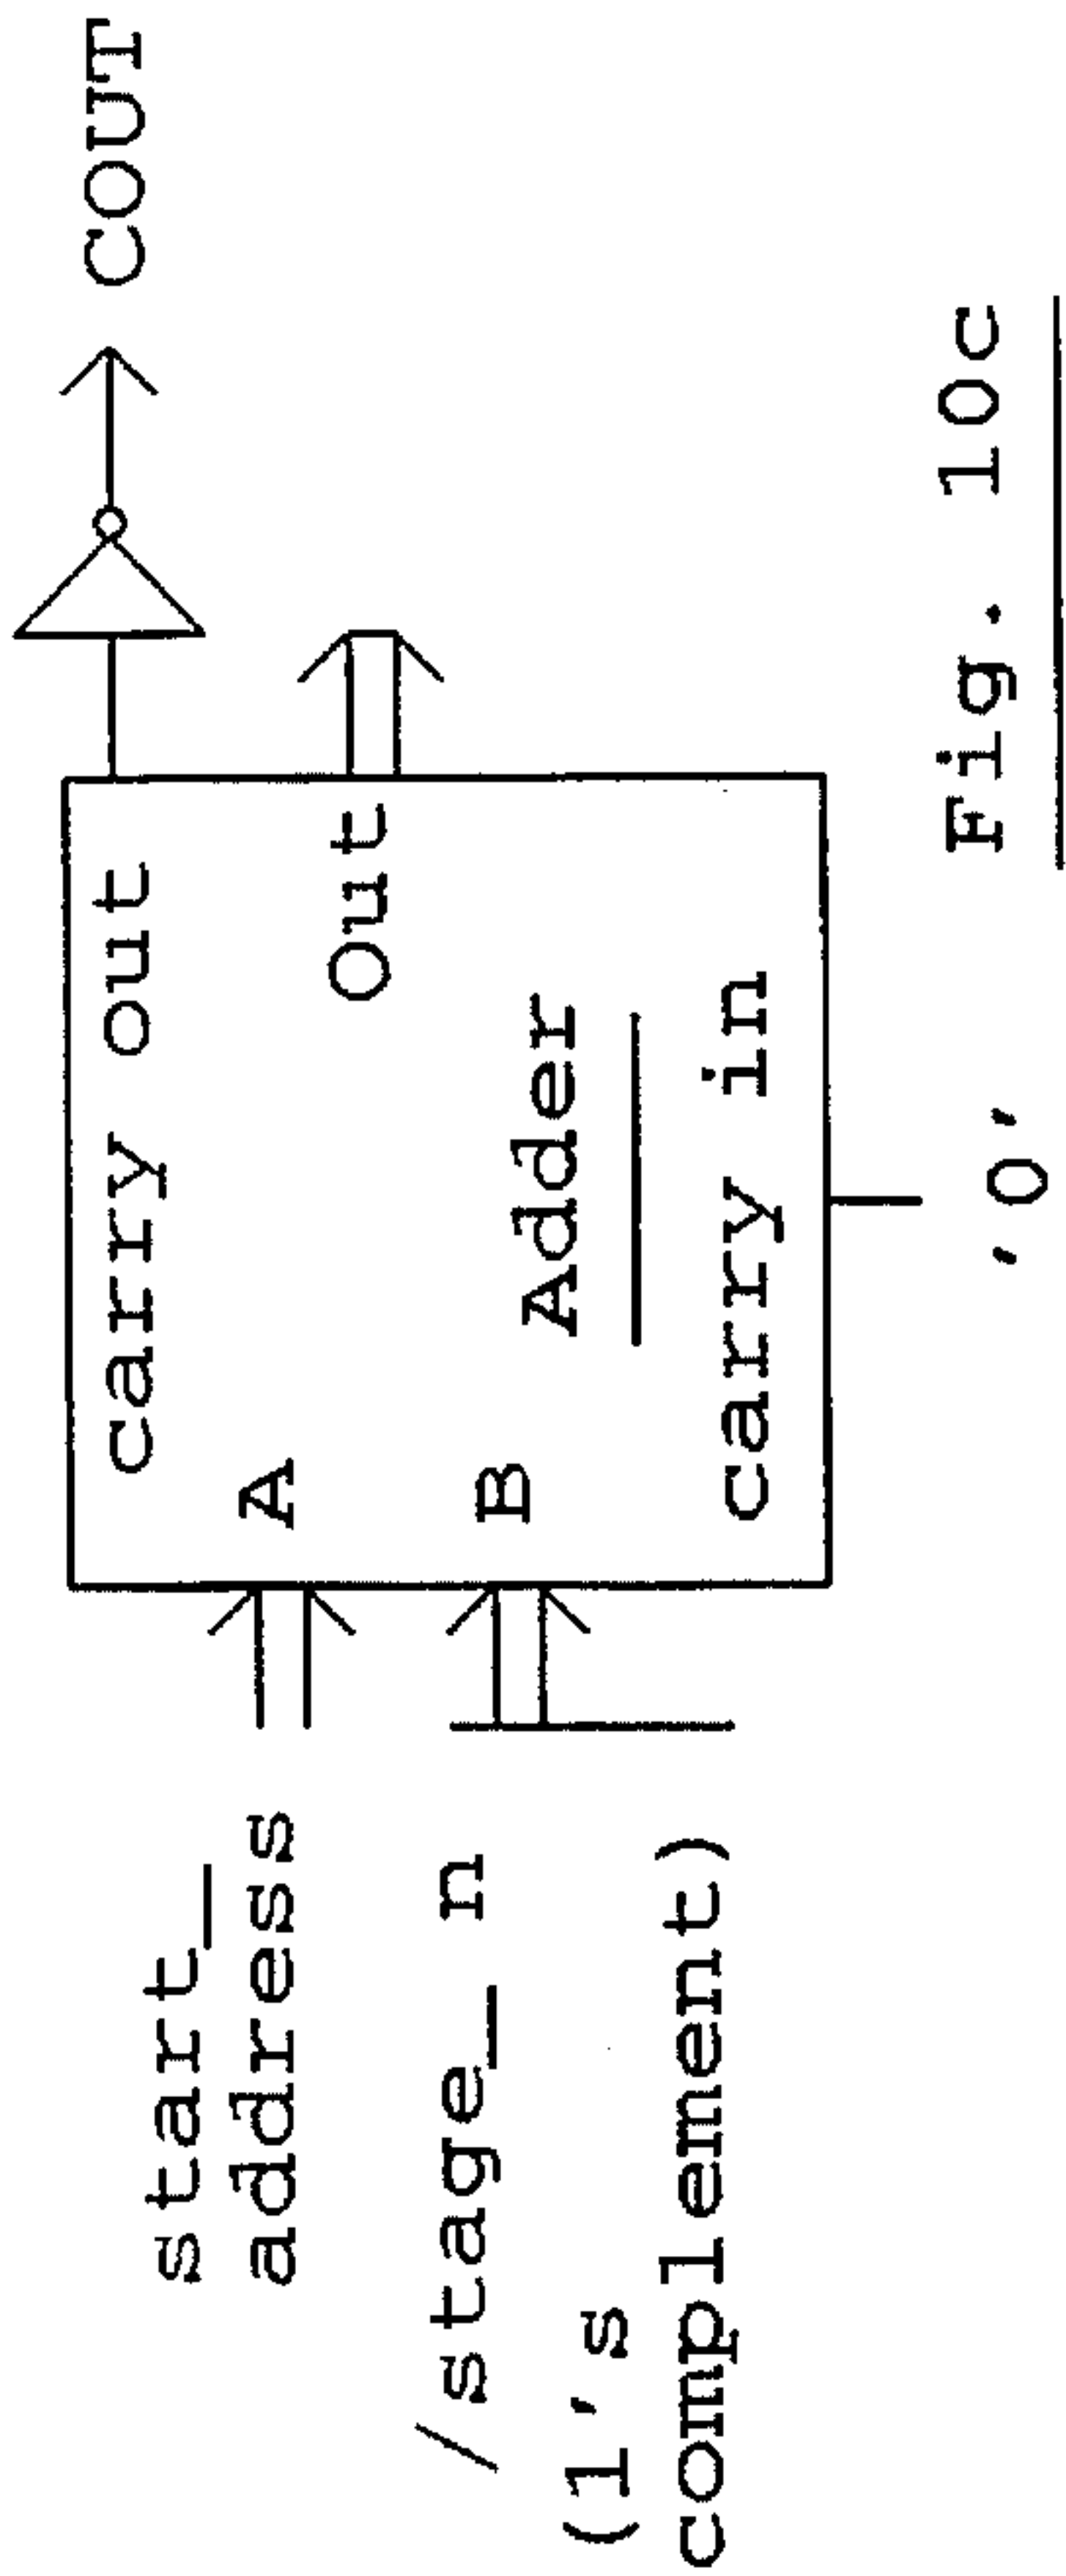 carry out
COUT
start_
address
A
Out
/stage_ n
B
(1's
complement)
Adder
carry in
'0'
Fig. 10c